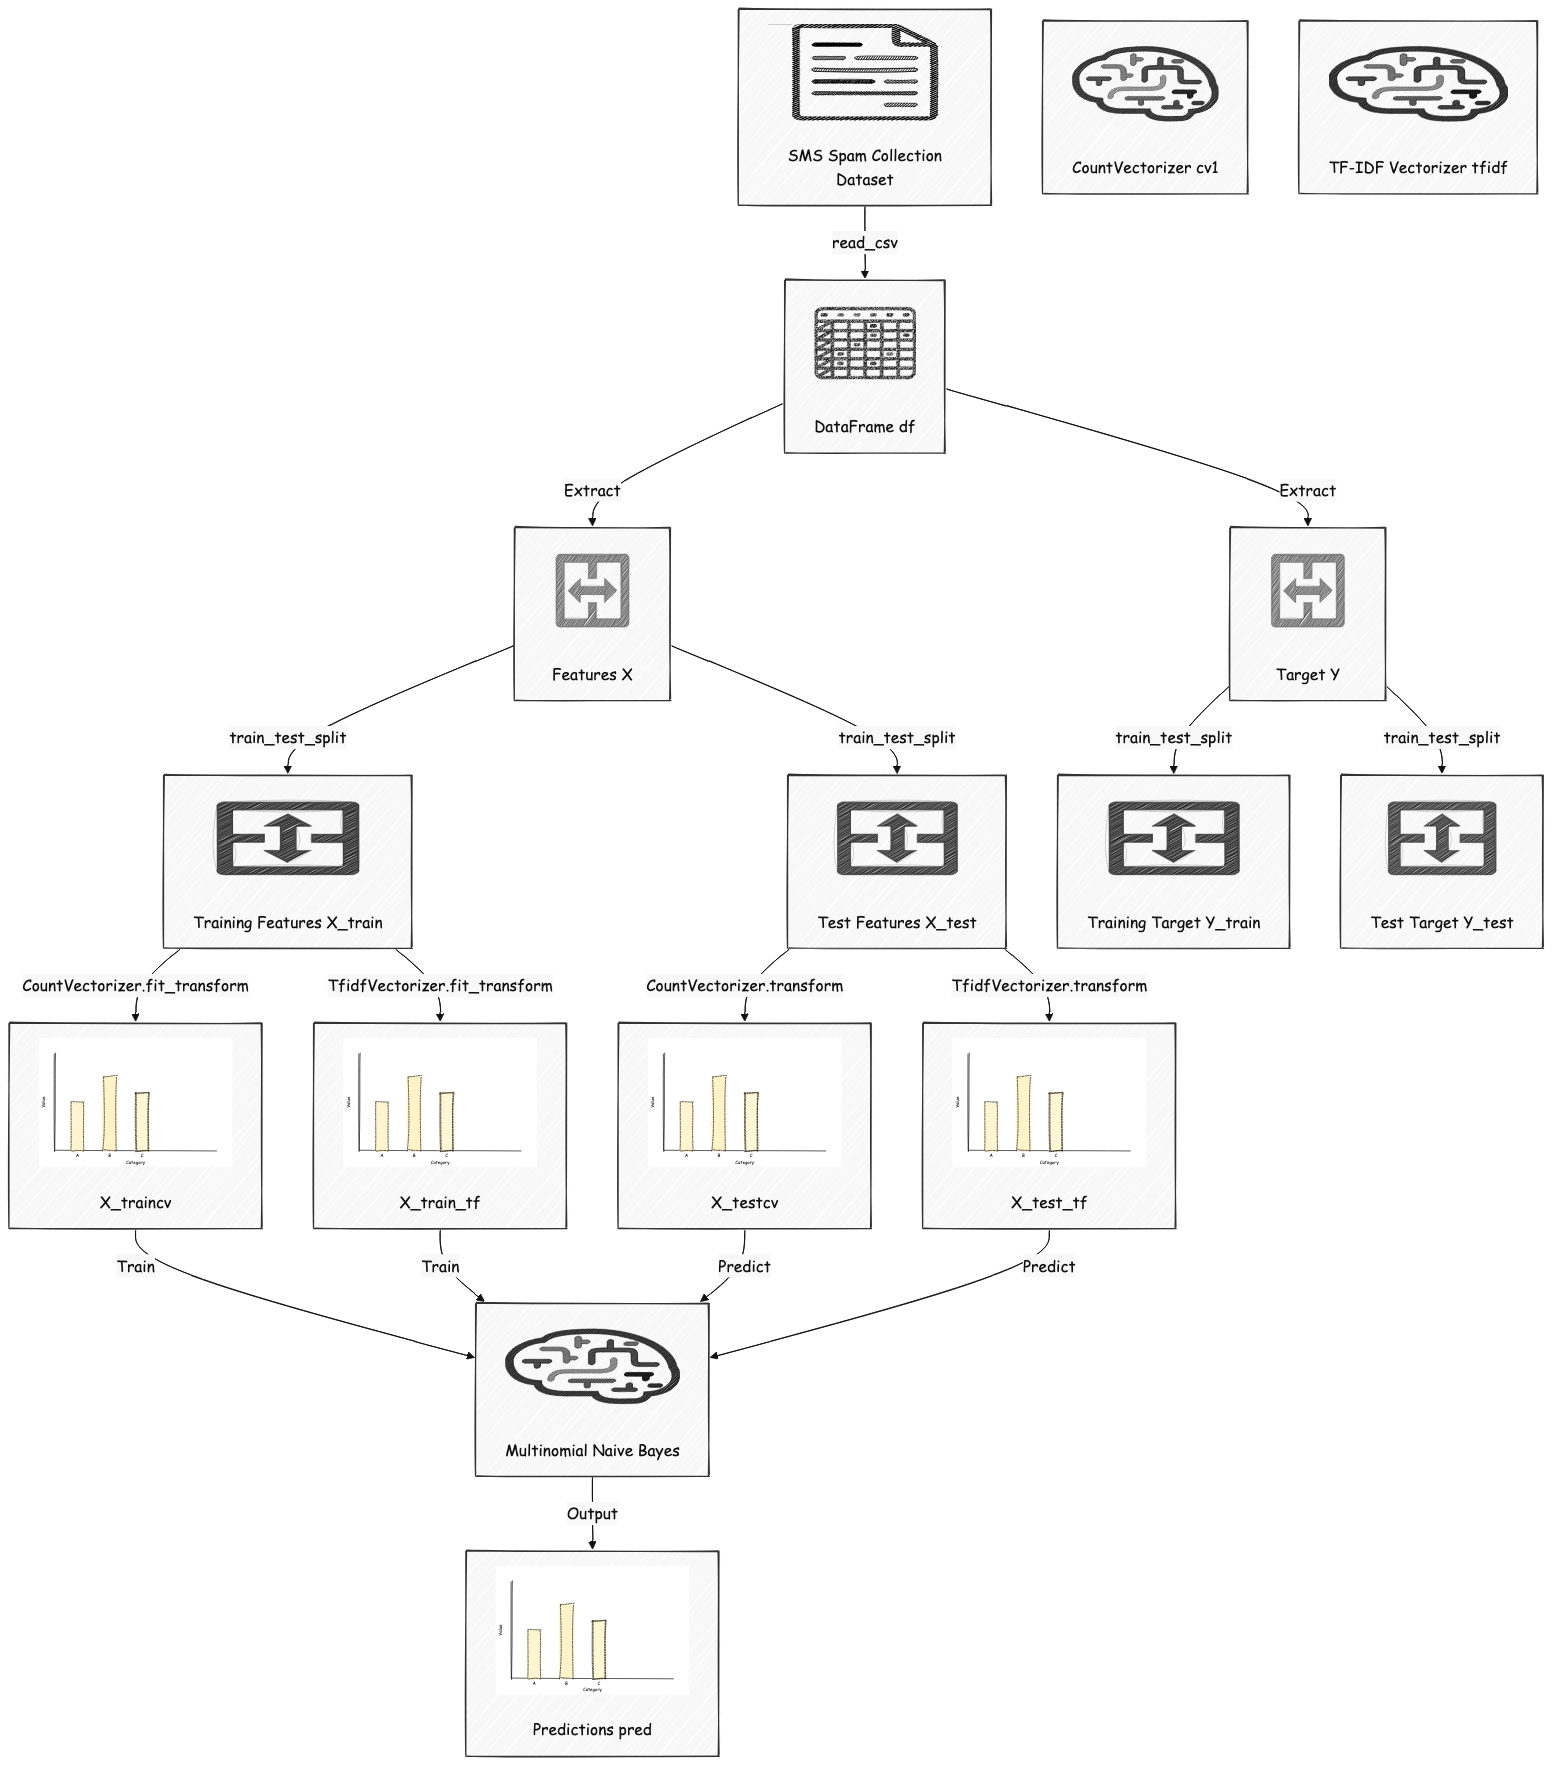 SMS Spam Collection
Dataset
CountVectorizer cv1
TF-IDF Vectorizer tfidf
read_csv
DataFrame df
Extract
Extract
Features X
Target Y
train_test_split
train_test_split
train_test_split
train_test_split
Training Features X_train
Test Features X_test
Training Target Y_train
Test Target Y_test
CountVectorizer.fit_transform
TfidfVectorizer.fit_transform
CountVectorizer.transform
TfidfVectorizer.transform
Value
A B C
Category
X_traincv
Value
A B C
Category
X_train_tf
Value
A B C
Category
X_testcv
Value
A B C
Category
X_test_tf
Train
Train
Predict
Predict
Multinomial Naive Bayes
Output
Value
A B C
Category
Predictions pred